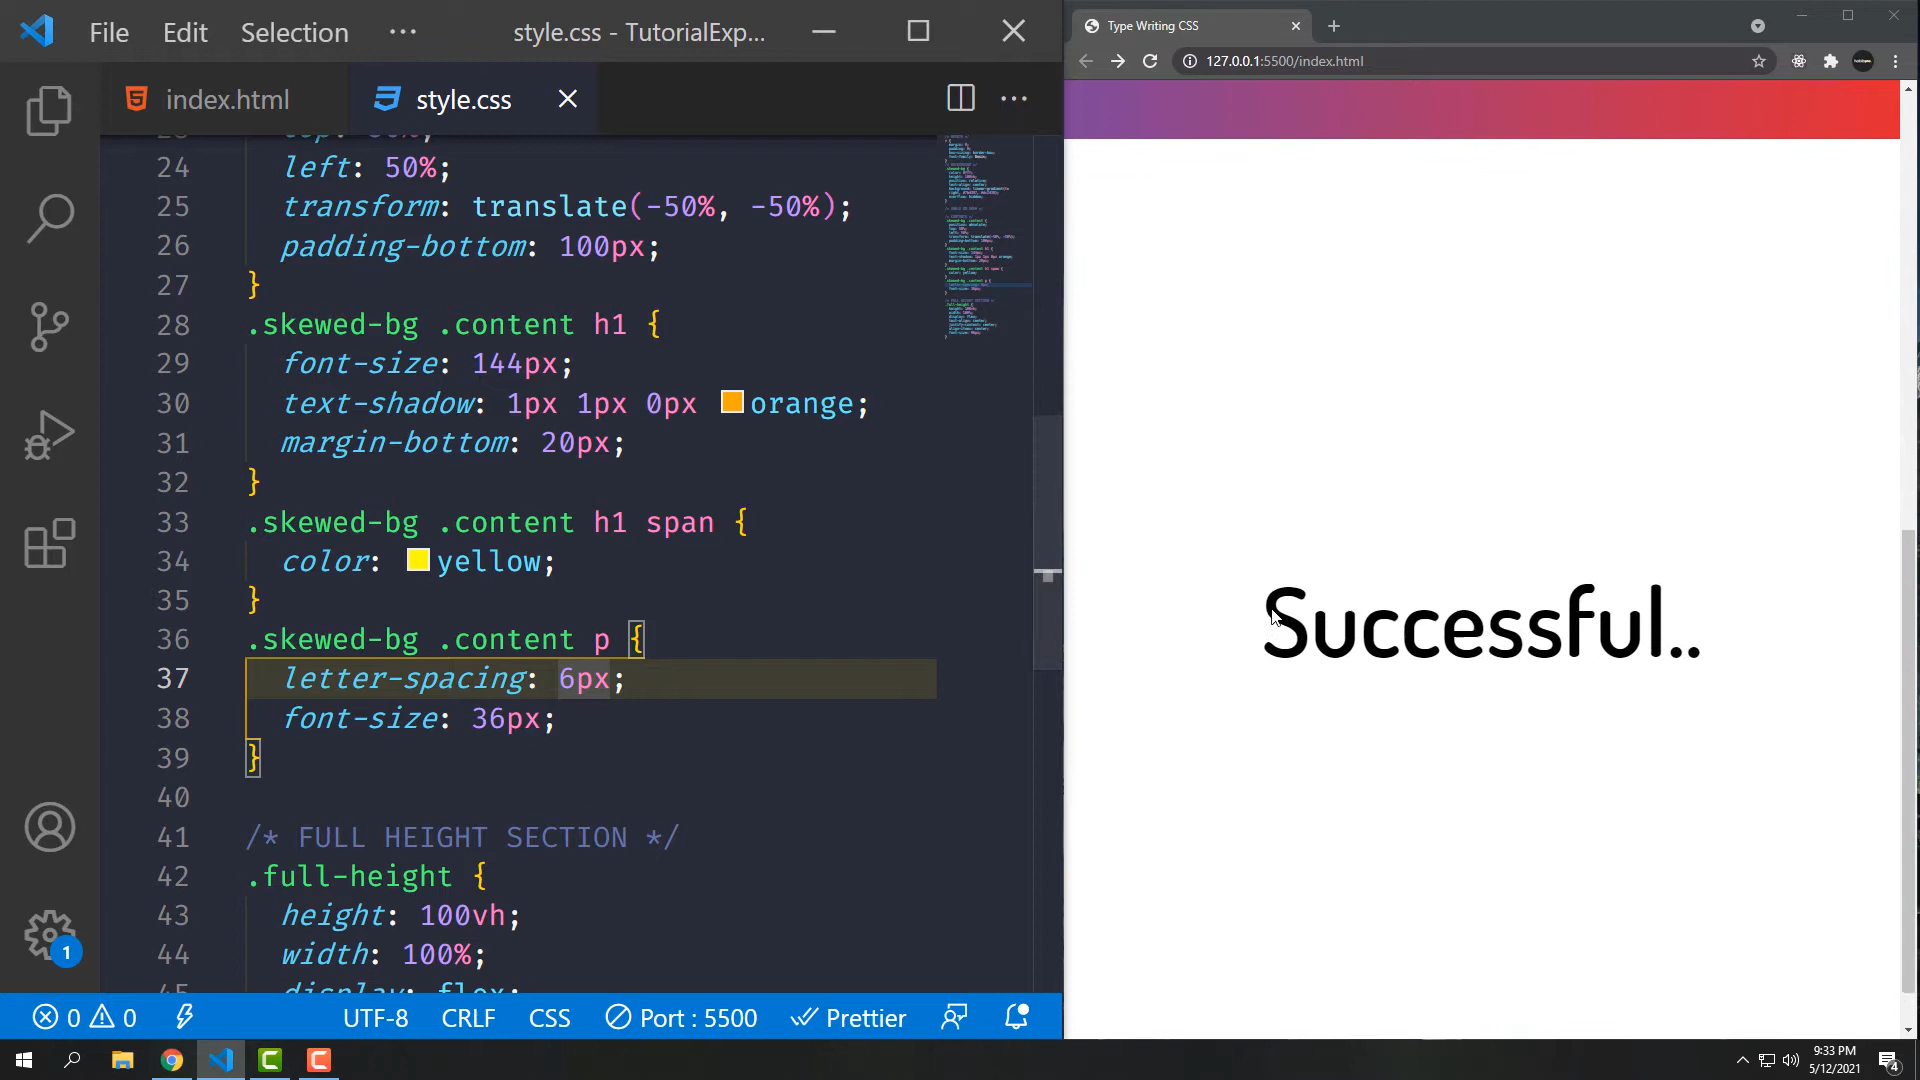 File Edit Selection ···
style.css - TutorialExp...
index.html
style.css
24 left: 50%;
25 transform: translate(-50%, -50%);
26 padding-bottom: 100px;
27 }
28 .skewed-bg .content h1 {
29 font-size: 144px;
30 text-shadow: 1px 1px 0px orange;
31 margin-bottom: 20px;
32 }
33 .skewed-bg .content h1 span {
34 color: yellow;
35 }
36 .skewed-bg .content p {
37 letter-spacing: 6px;
38 font-size: 36px;
39 }
40
41 /* FULL HEIGHT SECTION */
42 .full-height {
43 height: 100vh;
44 width: 100%;
1
0 0 UTF-8 CRLF CSS Port : 5500 Prettier
Type Writing CSS
127.0.0.1:5500/index.html
Successful..
9:33 PM
5/12/2021
4